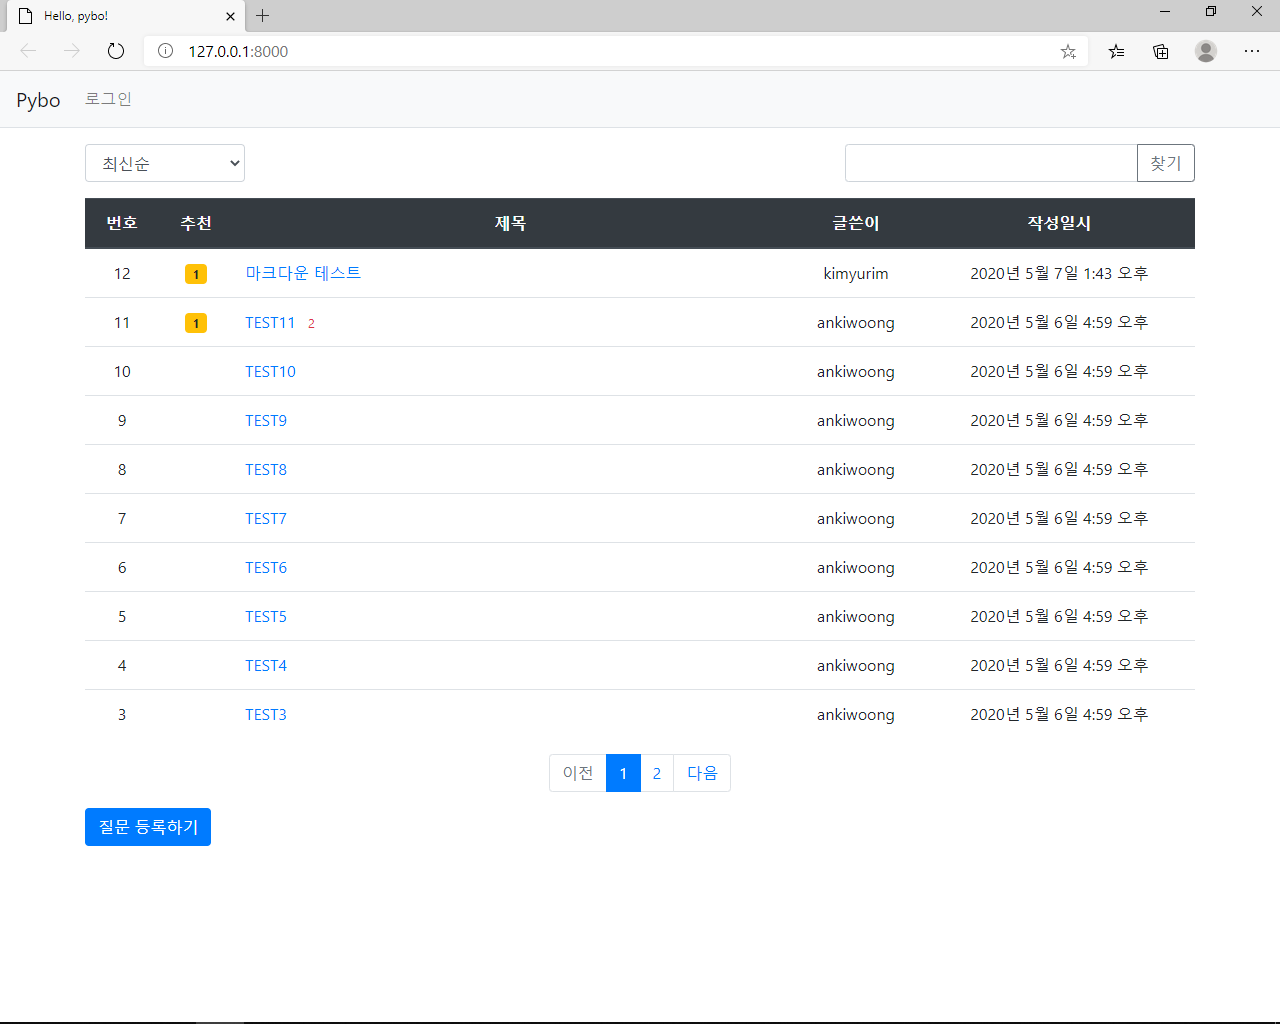 Hello, pybo!
127.0.0.1:8000
Pybo 로그인
최신순 찾기
번호 추천 제목 글쓴이 작성일시
12 1 마크다운 테스트 kimyurim 2020년 5월 7일 1:43 오후
11 1 TEST11 2 ankiwoong 2020년 5월 6일 4:59 오후
10 TEST10 ankiwoong 2020년 5월 6일 4:59 오후
9 TEST9 ankiwoong 2020년 5월 6일 4:59 오후
8 TEST8 ankiwoong 2020년 5월 6일 4:59 오후
7 TEST7 ankiwoong 2020년 5월 6일 4:59 오후
6 TEST6 ankiwoong 2020년 5월 6일 4:59 오후
5 TEST5 ankiwoong 2020년 5월 6일 4:59 오후
4 TEST4 ankiwoong 2020년 5월 6일 4:59 오후
3 TEST3 ankiwoong 2020년 5월 6일 4:59 오후
이전 1 2 다음
질문 등록하기